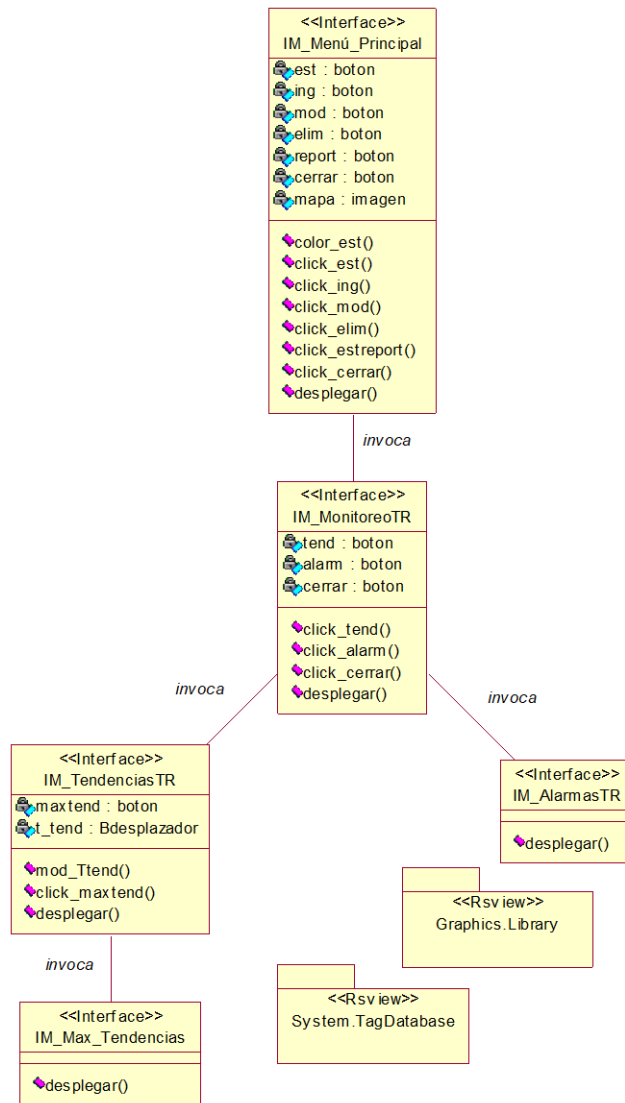 <<Interface>>
IM_Menú_Principal
est : boton
ing : boton
mod : boton
elim : boton
report : boton
cerrar : boton
mapa : imagen
color_est()
click_est()
click_ing()
click_mod()
click_elim()
click_estreport()
click_cerrar()
desplegar()
invoca
<<Interface>>
IM_MonitoreoTR
tend : boton
alarm : boton
cerrar : boton
click_tend()
click_alarm()
click_cerrar()
desplegar()
invoca
invoca
<<Interface>>
IM_TendenciasTR
maxtend : boton
t_tend : Bdesplazador
mod_Ttend()
click_maxtend()
desplegar()
<<Interface>>
IM_AlarmasTR
desplegar()
<<Rsview>>
Graphics.Library
invoca
<<Rsview>>
System.TagDatabase
<<Interface>>
IM_Max_Tendencias
desplegar()